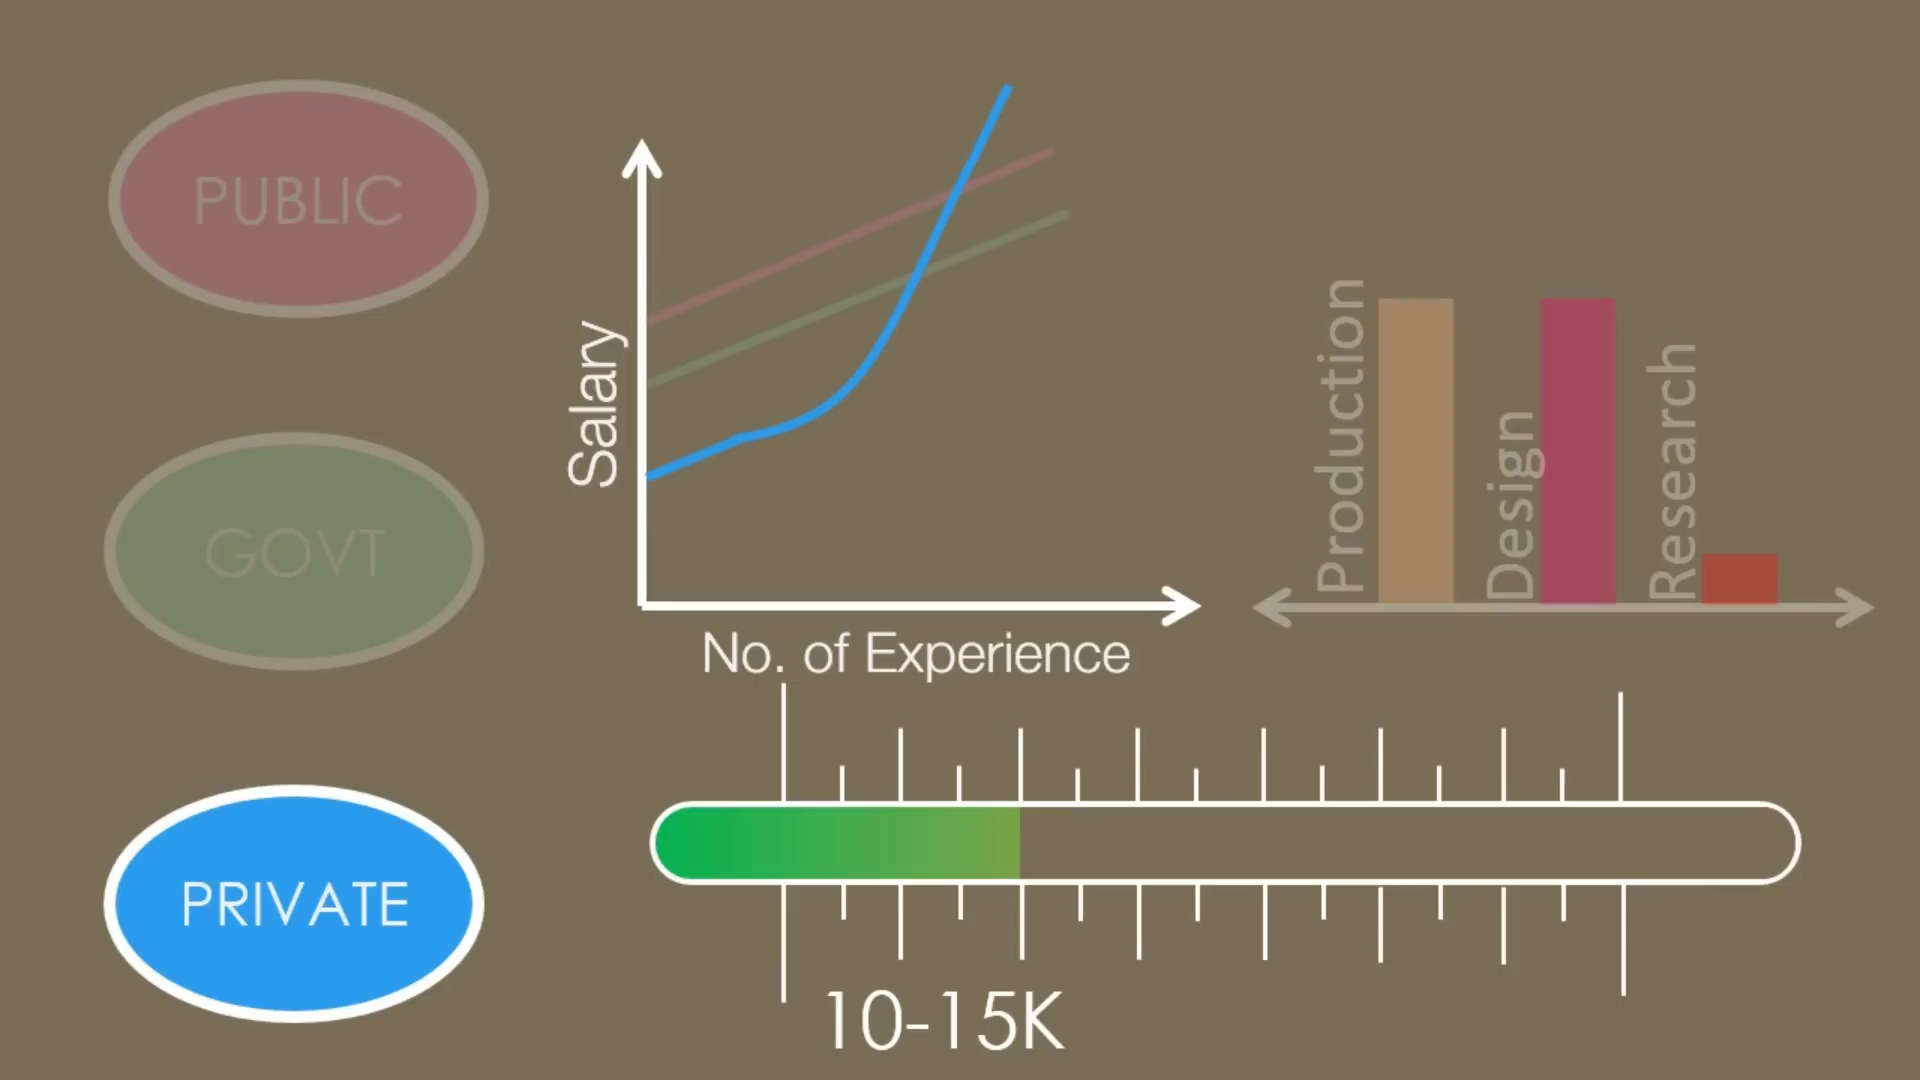 PUBLIC
GOVT
PRIVATE
Salary
No. of Experience
Production
Design
Research
10-15K